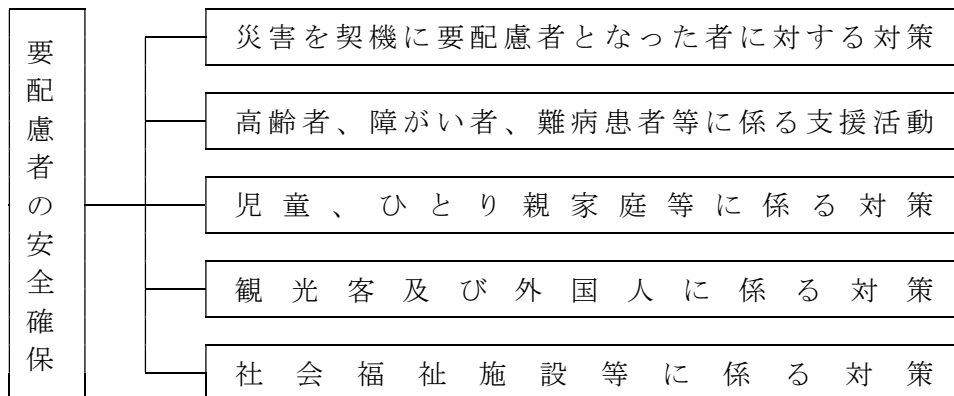 要配慮者の安全確保
災害を契機に要配慮者となった者に対する対策
高齢者、障がい者、難病患者等に係る支援活動
児童、ひとり親家庭等に係る対策
観光客及び外国人に係る対策
社会福祉施設等に係る対策